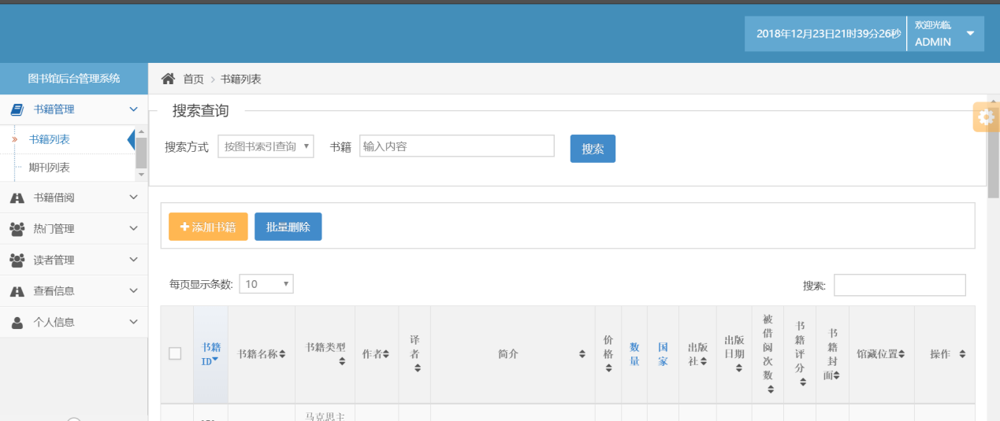 2018年12月23日21时39分26秒
欢迎光临,
ADMIN
图书馆后台管理系统
首页 > 书籍列表
书籍管理
书籍列表
期刊列表
书籍借阅
热门管理
读者管理
查看信息
个人信息
搜索查询
搜索方式 按图书索引查询 书籍 输入内容 搜索
添加书籍 批量删除
每页显示条数: 10 搜索:
书籍
ID
书籍名称
书籍类型
作者
译
者
简介
价
格
数
量
国
家
出版
社
出版
日期
被
借
阅
次
数
书
籍
评
分
书
籍
封
面
馆藏位置
操作
马克思主